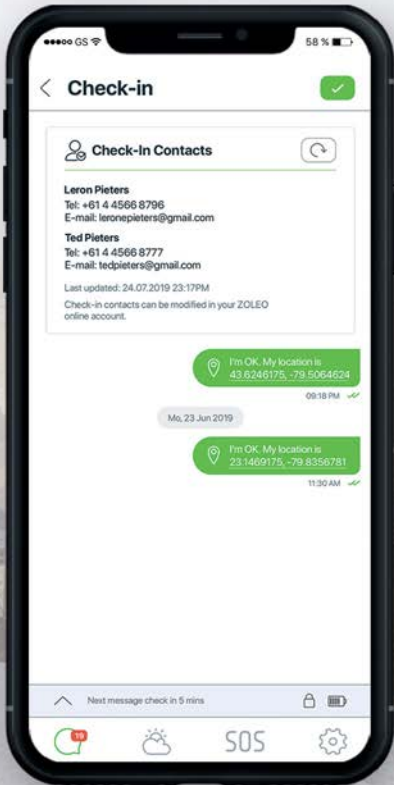 GS 58 %
Check-in
Check-In Contacts
Leron Pieters
Tel: +61 4 4566 8796
E-mail: leronepieters@gmail.com
Ted Pieters
Tel: +61 4 4566 8777
E-mail: tedpieters@gmail.com
Last updated: 24.07.2019 23:17PM
Check-in contacts can be modified in your ZOLEO
online account.
I'm OK. My location is
43.6246175, -79.5064624
09:18 PM
Mo, 23 Jun 2019
I'm OK. My location is
23.1469175, -79.8356781
11:30 AM
Next message check in 5 mins
19
SOS